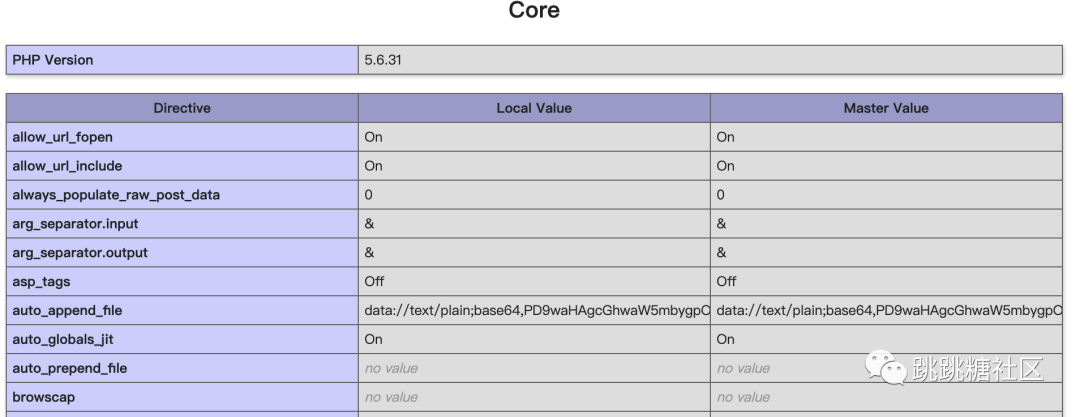 Core
PHP Version 5.6.31
Directive Local Value Master Value
allow_url_fopen On On
allow_url_include On On
always_populate_raw_post_data 0 0
arg_separator.input & &
arg_separator.output & &
asp_tags Off Off
auto_append_file data://text/plain;base64,PD9waHAgcGhwaW5mbygpO data://text/plain;base64,PD9waHAgcGhwaW5mbygpO
auto_globals_jit On On
auto_prepend_file no value no value
browscap no value no value
跳跳糖社区